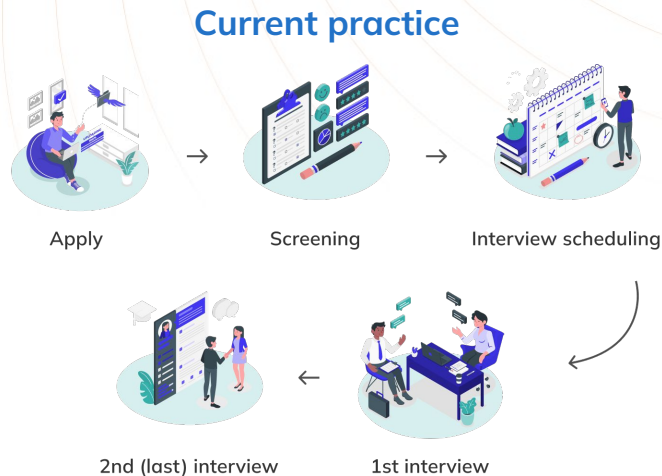 Current practice
Apply
Screening
Interview scheduling
1st interview
2nd (last) interview